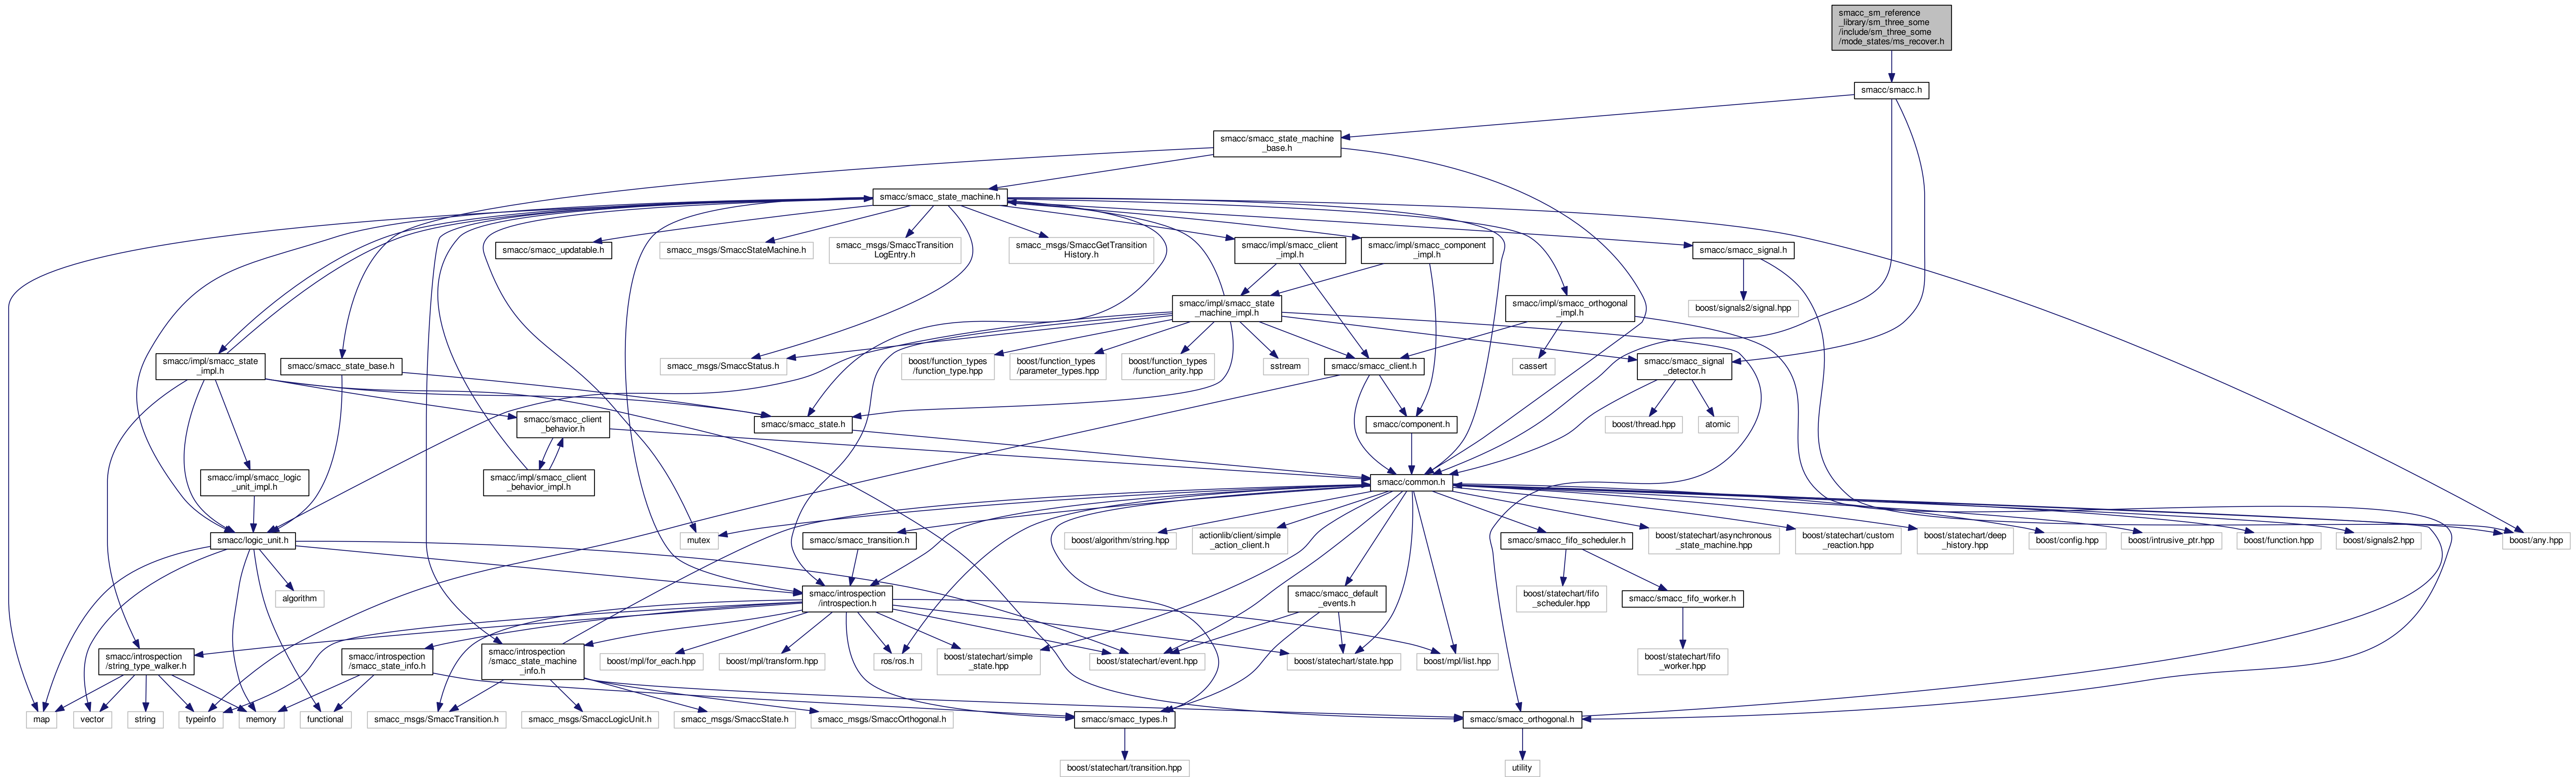 smacc_sm_reference
_library/sm_three_some
/include/sm_three_some
/mode_states/ms_recover.h
smacc/smacc.h
smacc/smacc_state_machine
_base.h
smacc/smacc_state_machine.h
smacc/smacc_updatable.h
smacc_msgs/SmaccStateMachine.h
smacc_msgs/SmaccTransition
LogEntry.h
smacc_msgs/SmaccGetTransition
History.h
smacc/impl/smacc_client
_impl.h
smacc/impl/smacc_component
_impl.h
smacc/smacc_signal.h
smacc/impl/smacc_state
_machine_impl.h
smacc/impl/smacc_orthogonal
_impl.h
boost/signals2/signal.hpp
smacc/impl/smacc_state
_impl.h
smacc/smacc_state_base.h
smacc_msgs/SmaccStatus.h
boost/function_types
/function_type.hpp
boost/function_types
/parameter_types.hpp
boost/function_types
/function_arity.hpp
sstream
smacc/smacc_client.h
cassert
smacc/smacc_signal
_detector.h
smacc/smacc_client
_behavior.h
smacc/smacc_state.h
smacc/component.h
boost/thread.hpp
atomic
smacc/impl/smacc_logic
_unit_impl.h
smacc/impl/smacc_client
_behavior_impl.h
smacc/common.h
smacc/logic_unit.h
mutex
smacc/smacc_transition.h
boost/algorithm/string.hpp
actionlib/client/simple
_action_client.h
smacc/smacc_fifo_scheduler.h
boost/statechart/asynchronous
_state_machine.hpp
boost/statechart/custom
_reaction.hpp
boost/statechart/deep
_history.hpp
boost/config.hpp
boost/intrusive_ptr.hpp
boost/function.hpp
boost/signals2.hpp
boost/any.hpp
algorithm
smacc/introspection
/introspection.h
smacc/smacc_default
_events.h
boost/statechart/fifo
_scheduler.hpp
smacc/smacc_fifo_worker.h
smacc/introspection
/string_type_walker.h
smacc/introspection
/smacc_state_info.h
smacc/introspection
/smacc_state_machine
_info.h
boost/mpl/for_each.hpp
boost/mpl/transform.hpp
ros/ros.h
boost/statechart/simple
_state.hpp
boost/statechart/event.hpp
boost/statechart/state.hpp
boost/mpl/list.hpp
boost/statechart/fifo
_worker.hpp
map
vector
string
typeinfo
memory
functional
smacc_msgs/SmaccTransition.h
smacc_msgs/SmaccLogicUnit.h
smacc_msgs/SmaccState.h
smacc_msgs/SmaccOrthogonal.h
smacc/smacc_types.h
smacc/smacc_orthogonal.h
boost/statechart/transition.hpp
utility